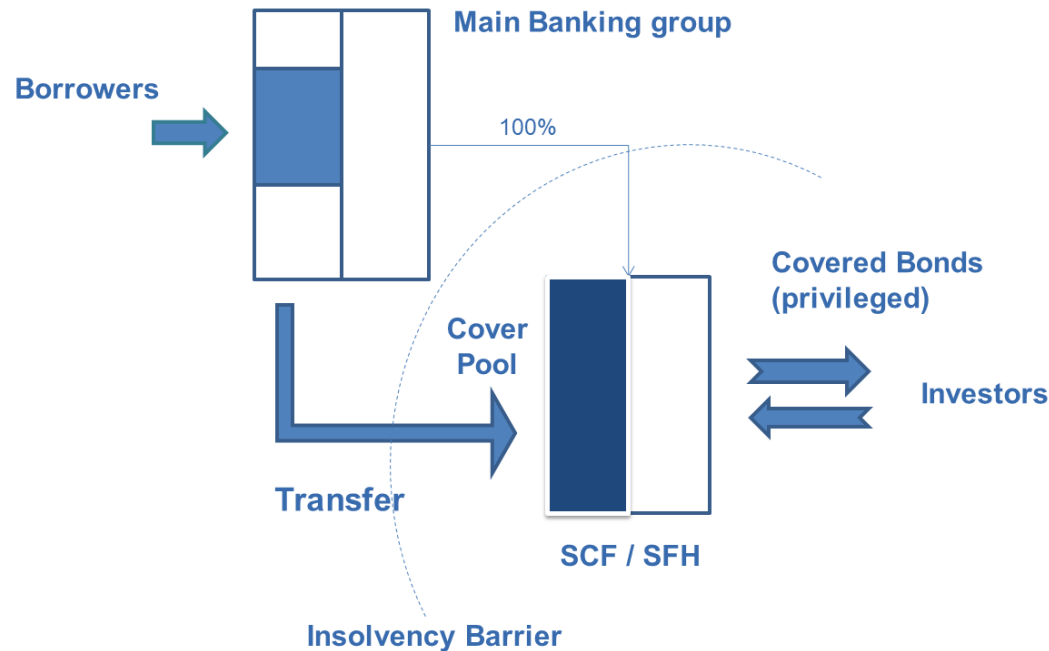 Main Banking group
Borrowers
100%
Covered Bonds
(privileged)
Cover
Pool
Investors
Transfer
SCF / SFH
Insolvency Barrier